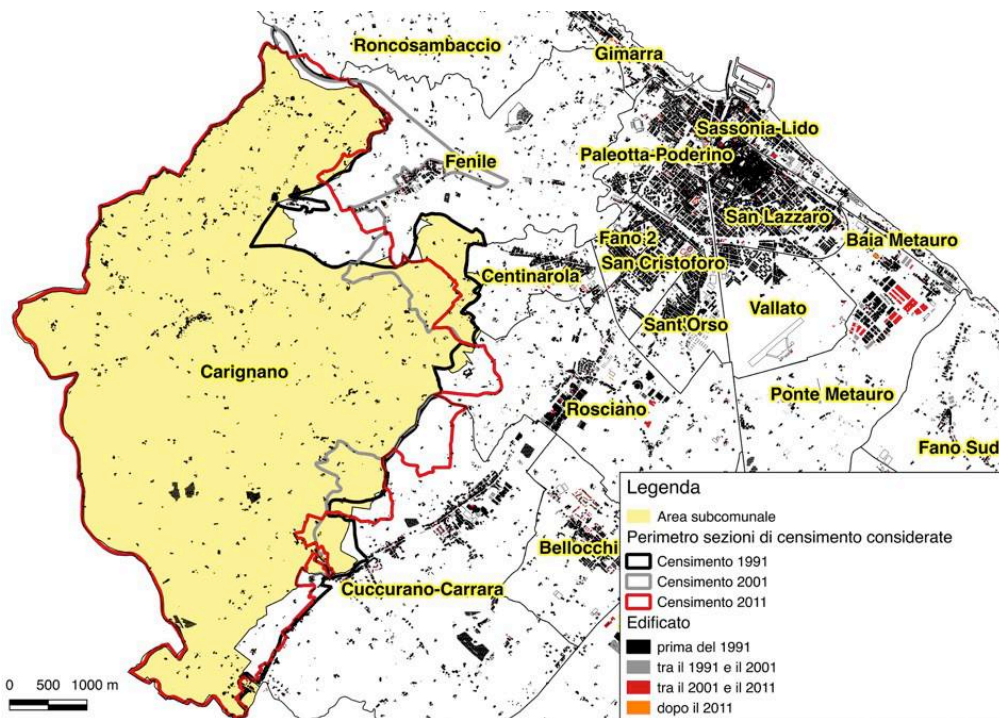 Roncosambaccio
Gimarra
Sassonia-Lido
Paleotta-Poderino
Fenile
San Lazzaro
Fano 2
Baia Metauro
San Cristoforo
Centinarola
Vallato
Sant'Orso
Carignano
Ponte Metauro
Rosciano
Fano Sud
Bellocchi
Cuccurano-Carrara
Legenda
Area subcomunale
Perimetro sezioni di censimento considerate
Censimento 1991
Censimento 2001
Censimento 2011
Edificato
prima del 1991
tra il 1991 e il 2001
tra il 2001 e il 2011
dopo il 2011
0 500 1000 m